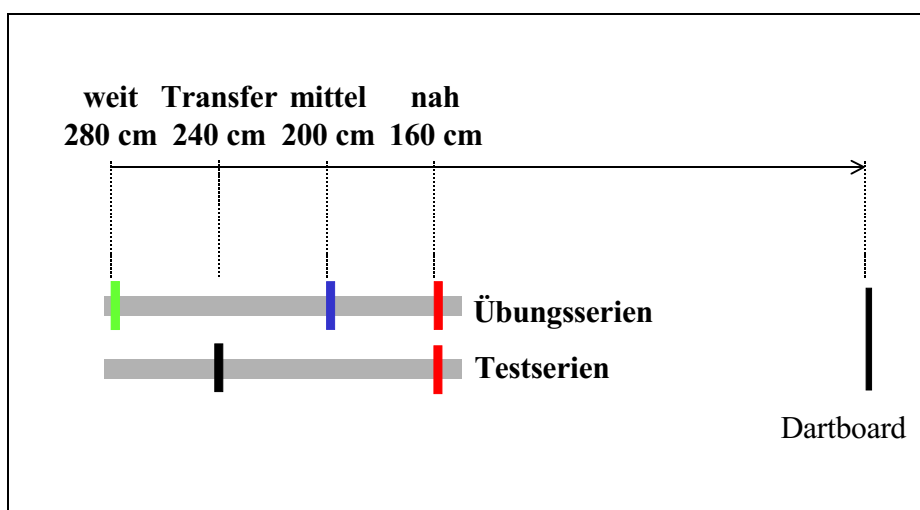 weit Transfer mittel nah
280 cm 240 cm 200 cm 160 cm
Übungsserien
Testserien
Dartboard